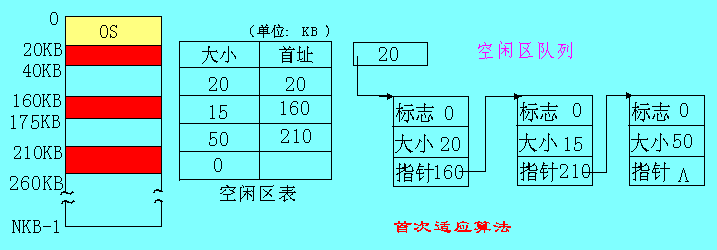 0
OS
20KB
40KB
160KB
175KB
210KB
260KB
NKB-1
(单位: KB )
大小 首址
20 20
15 160
50 210
0
空闲区表
20
空闲区队列
标志 0
大小 20
指针160
标志 0
大小 15
指针210
标志 0
大小 50
指针 Λ
首次适应算法